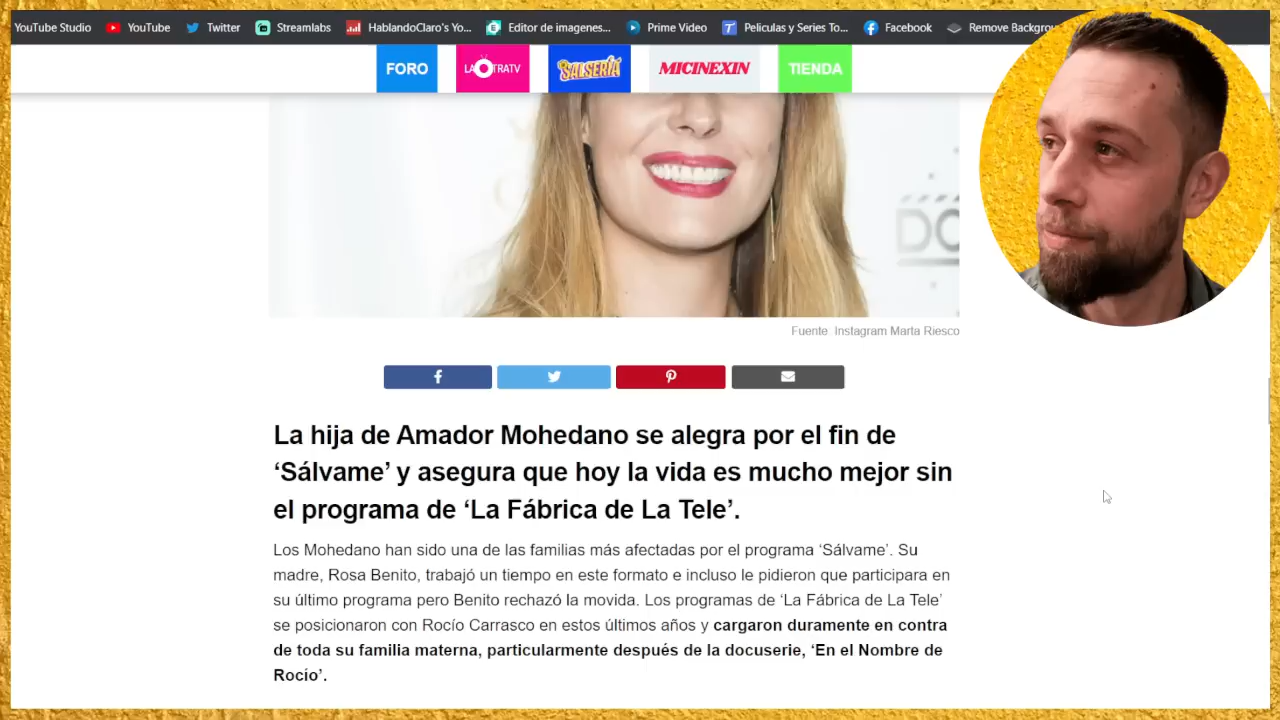 YouTube Studio YouTube Twitter Streamlabs HablandoClaro's Yo... Editor de imagenes... Prime Video Peliculas y Series To... Facebook Remove Backgrou
FORO LA OTRATV SALSERÍA MICINEXIN TIENDA
DO
Fuente Instagram Marta Riesco
La hija de Amador Mohedano se alegra por el fin de
‘Sálvame’ y asegura que hoy la vida es mucho mejor sin
el programa de ‘La Fábrica de La Tele’.
Los Mohedano han sido una de las familias más afectadas por el programa ‘Sálvame’. Su
madre, Rosa Benito, trabajó un tiempo en este formato e incluso le pidieron que participara en
su último programa pero Benito rechazó la movida. Los programas de ‘La Fábrica de La Tele’
se posicionaron con Rocío Carrasco en estos últimos años y cargaron duramente en contra
de toda su familia materna, particularmente después de la docuserie, ‘En el Nombre de
Rocío’.